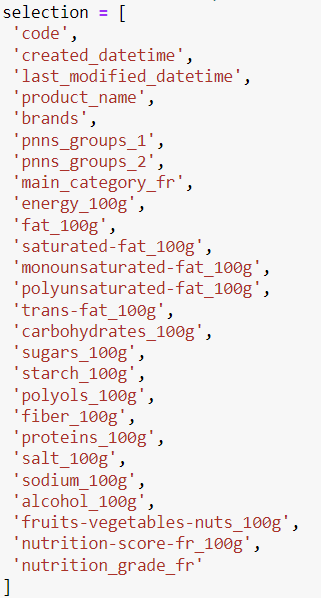 selection = [
'code',
'created_datetime',
'last_modified_datetime',
'product_name',
'brands',
'pnns_groups_1',
'pnns_groups_2',
'main_category_fr',
'energy_100g',
'fat_100g',
'saturated-fat_100g',
'monounsaturated-fat_100g',
'polyunsaturated-fat_100g',
'trans-fat_100g',
'carbohydrates_100g',
'sugars_100g',
'starch_100g',
'polyols_100g',
'fiber_100g',
'proteins_100g',
'salt_100g',
'sodium_100g',
'alcohol_100g',
'fruits-vegetables-nuts_100g',
'nutrition-score-fr_100g',
'nutrition_grade_fr'
]